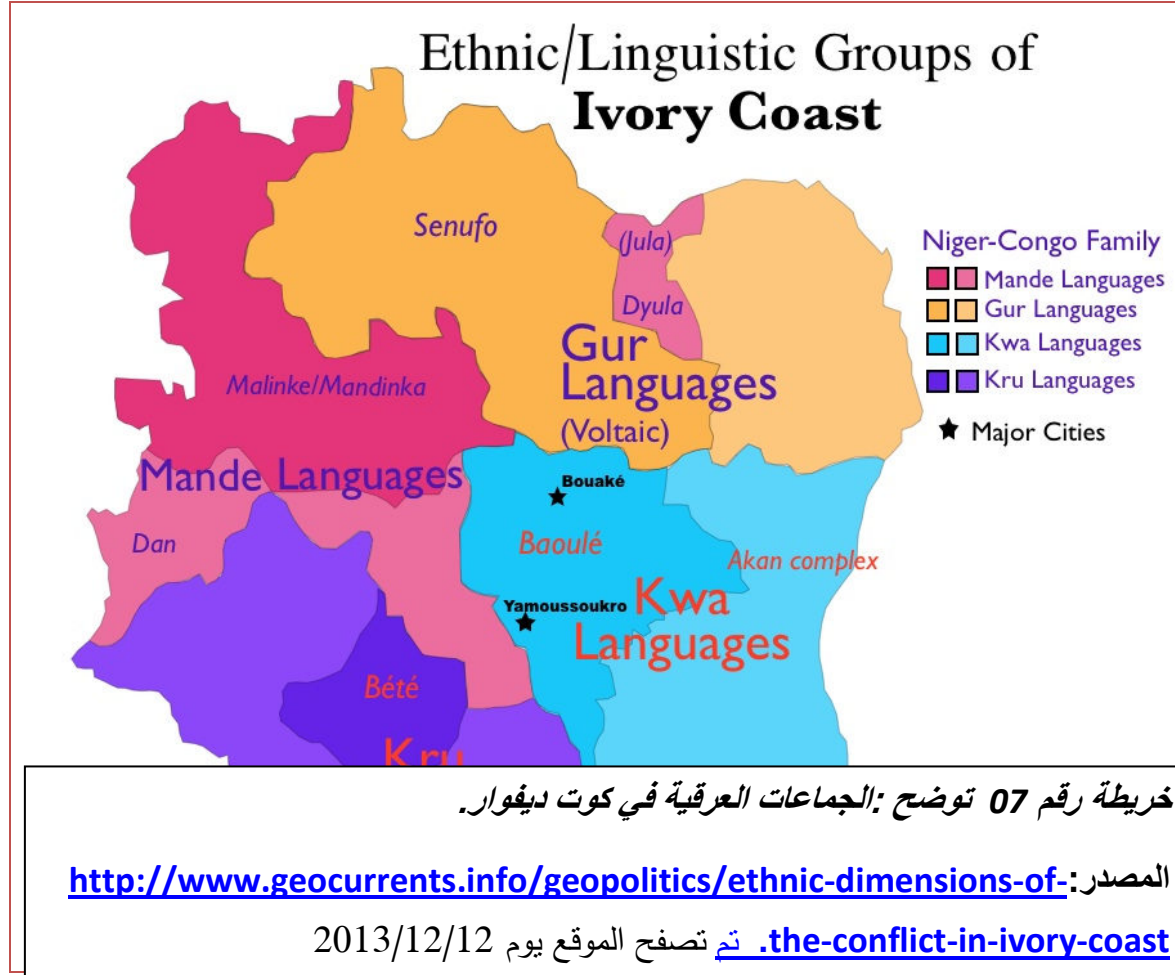 Ethnic/Linguistic Groups of
Ivory Coast
Senufo
(Jula)
Dyula
Niger-Congo Family
Mande Languages
Gur Languages
Kwa Languages
Kru Languages
Major Cities
Gur
Languages
(Voltaic)
Malinke/Mandinka
Mande Languages
Bouaké
Dan
Baoulé
Akan complex
Yamoussoukro
Kwa
Languages
Bété
Kru
خريطة رقم 07 توضح :الجماعات العرقية في كوت ديفوار.
المصدر:http://www.geocurrents.info/geopolitics/ethnic-dimensions-of-
the-conflict-in-ivory-coast. تم تصفح الموقع يوم 2013/12/12